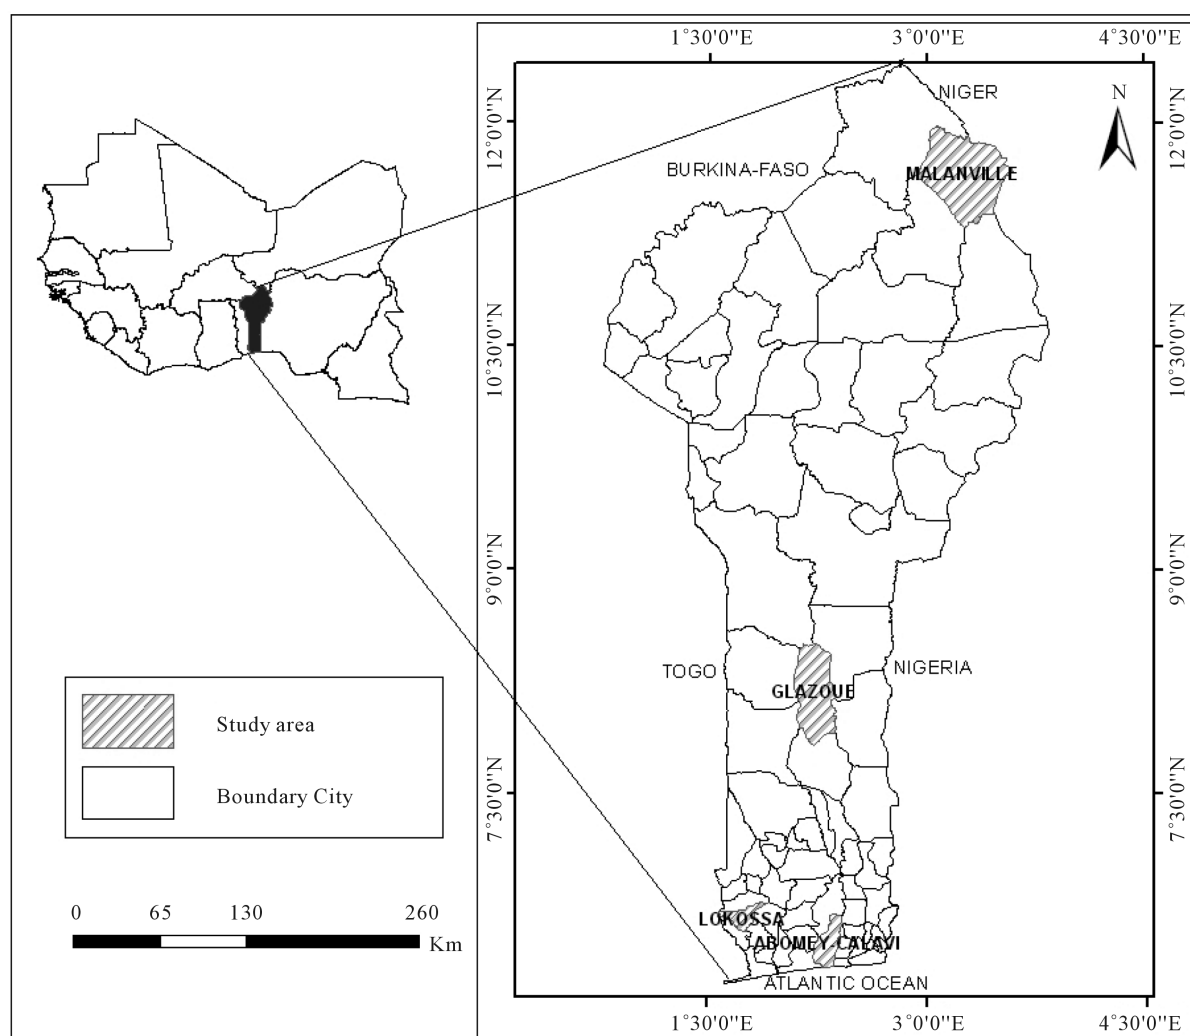 1°30'0"E 3°0'0"E 4°30'0"E
NIGER
N
12°0'0"N
12°0'0"N
BURKINA-FASO
MALANVILLE
10°30'0"N
10°30'0"N
9°0'0"N
9°0'0"N
TOGO
NIGERIA
GLAZOUE
Study area
Boundary City
7°30'0"N
7°30'0"N
0 65 130 260
Km
LOKOSSA
ABOMEY-CALAVI
ATLANTIC OCEAN
1°30'0"E 3°0'0"E 4°30'0"E